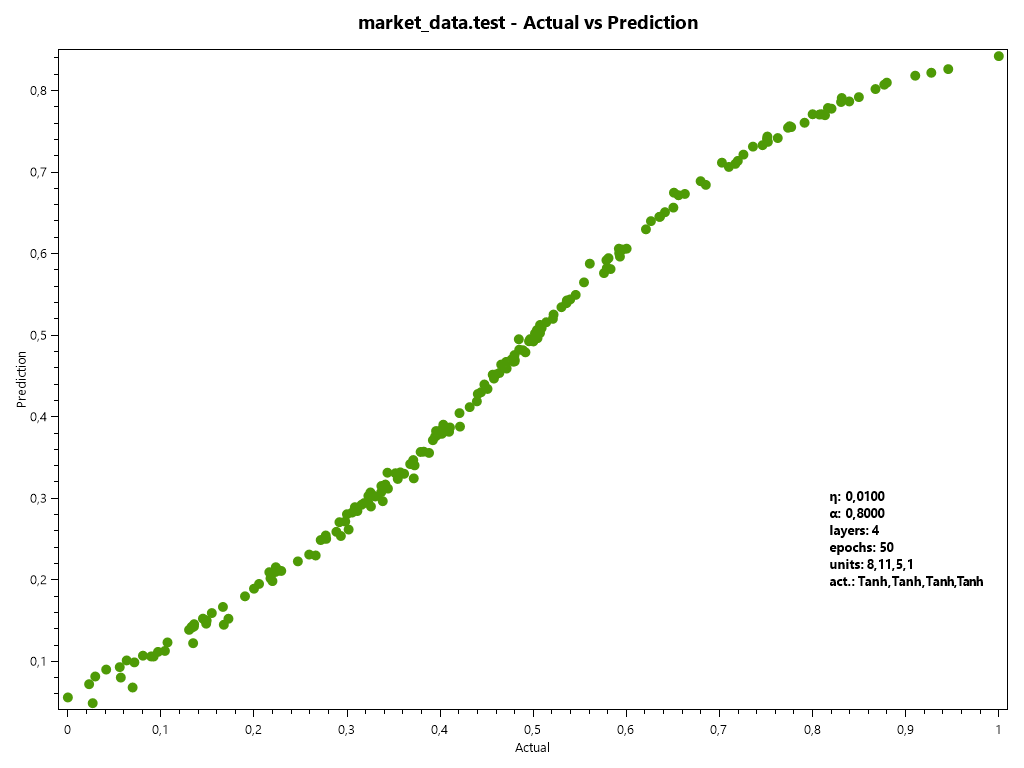 market_data.test - Actual vs Prediction
0,8
0,7
0,6
0,5
0,4
0,3
0,2
0,1
Prediction
η: 0,0100
α: 0,8000
layers: 4
epochs: 50
units: 8,11,5,1
act.: Tanh,Tanh,Tanh,Tanh
0 0,1 0,2 0,3 0,4 0,5 0,6 0,7 0,8 0,9 1
Actual